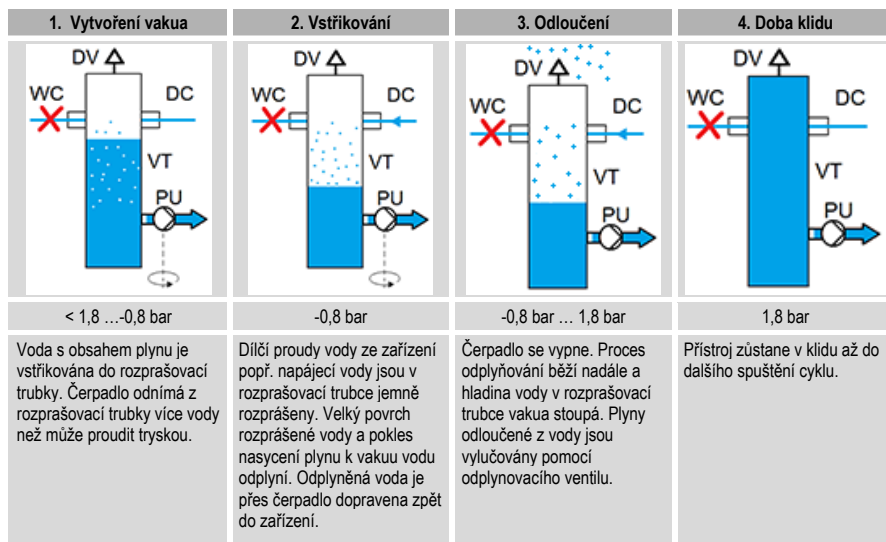 1. Vytvoření vakua
2. Vstřikování
3. Odloučení
4. Doba klidu
DV
WC
DC
VT
PU
DV
WC
DC
VT
PU
DV
WC
DC
VT
PU
DV
WC
DC
VT
PU
< 1,8 …-0,8 bar
-0,8 bar
-0,8 bar … 1,8 bar
1,8 bar
Voda s obsahem plynu je
vstřikována do rozprašovací
trubky. Čerpadlo odnímá z
rozprašovací trubky více vody
než může proudit tryskou.
Dílčí proudy vody ze zařízení
popř. napájecí vody jsou v
rozprašovací trubce jemně
rozprášeny. Velký povrch
rozprášené vody a pokles
nasycení plynu k vakuu vodu
odplyní. Odplyněná voda je
přes čerpadlo dopravena zpět
do zařízení.
Čerpadlo se vypne. Proces
odplyňování běží nadále a
hladina vody v rozprašovací
trubce vakua stoupá. Plyny
odloučené z vody jsou
vylučovány pomocí
odplynovacího ventilu.
Přístroj zůstane v klidu až do
dalšího spuštění cyklu.